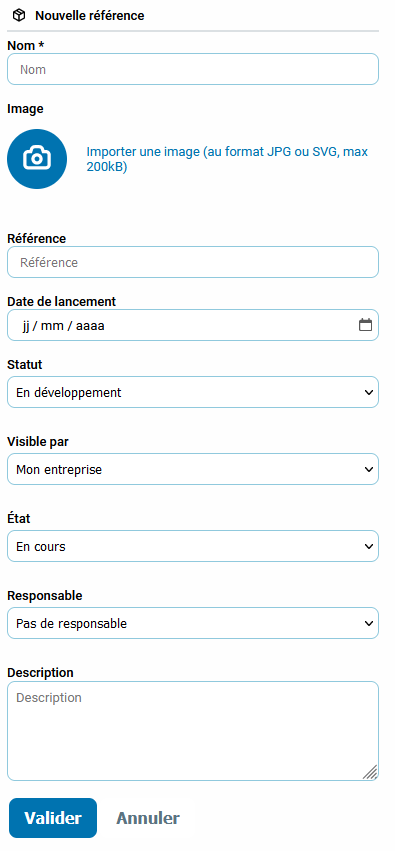 Nouvelle référence
Nom *
Nom
Image
Importer une image (au format JPG ou SVG, max
200kB)
Référence
Référence
Date de lancement
jj / mm / aaaa
Statut
En développement
Visible par
Mon entreprise
État
En cours
Responsable
Pas de responsable
Description
Description
Valider Annuler